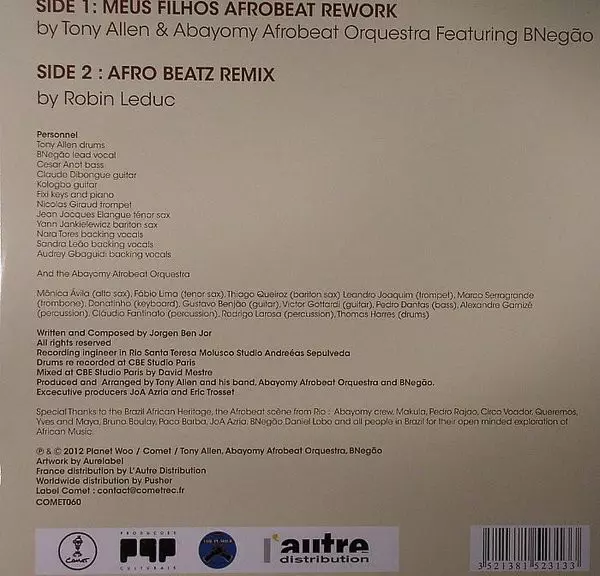 SIDE 1: MEUS FILHOS AFROBEAT REWORK
by Tony Allen & Abayomy Afrobeat Orquestra Featuring BNegão
SIDE 2 : AFRO BEATZ REMIX
by Robin Leduc
Personnel
Tony Allen drums
BNegão lead vocal
Cesar Anot bass
Claude Dibongue guitar
Kologbo guitar
Fixi keys and piano
Nicolas Giraud trompet
Jean Jacques Elangue ténor sax
Yann Jankielewicz bariton sax
Nara Tores backing vocals
Sandra Leão backing vocals
Audrey Gbaguidi backing vocals
And the Abayomy Afrobeat Orquestra
Mônica Ávila (alto sax), Fábio Lima (tenor sax), Thiago Queiroz (bariton sax) Leandro Joaquim (trompet), Marco Serragrande
(trombone), Donatinho (keyboard), Gustavo Benjão (guitar), Victor Gottardi (guitar), Pedro Dantas (bass), Alexandre Garnizé
(percussion), Cláudio Fantinato (percussion), Rodrigo Larosa (percussion), Thomas Harres (drums)
Written and Composed by Jorgen Ben Jor
All rights reserved
Recording ingineer in Rio Santa Teresa Molusco Studio Andreéas Sepulveda
Drums re recorded at CBE Studio Paris
Mixed at CBE Studio Paris by David Mestre
Produced and Arranged by Tony Allen and his band, Abayomy Afrobeat Orquestra and BNegão.
Excecutive producers JoA Azria and Eric Trosset
Special Thanks to the Brazil African Heritage, the Afrobeat scêne from Rio : Abayomy crew, Makula, Pedro Rajao, Circo Voador, Queremos,
Yves and Maya, Bruno Boulay, Paco Barba, JoA Azria, BNegão Daniel Lobo and all people in Brazil for their open minded exploration of
African Music.
℗ & © 2012 Planet Woo / Comet / Tony Allen, Abayomy Afrobeat Orquestra, BNegão
Artwork by Aurelabel
France distribution by L'Autre Distribution
Worldwide distribution by Pusher
Label Comet : contact@cometrec.fr
COMET060
comet
PRODUCOES
CULTURAIS
l'autre
distribution
3 521381 523133